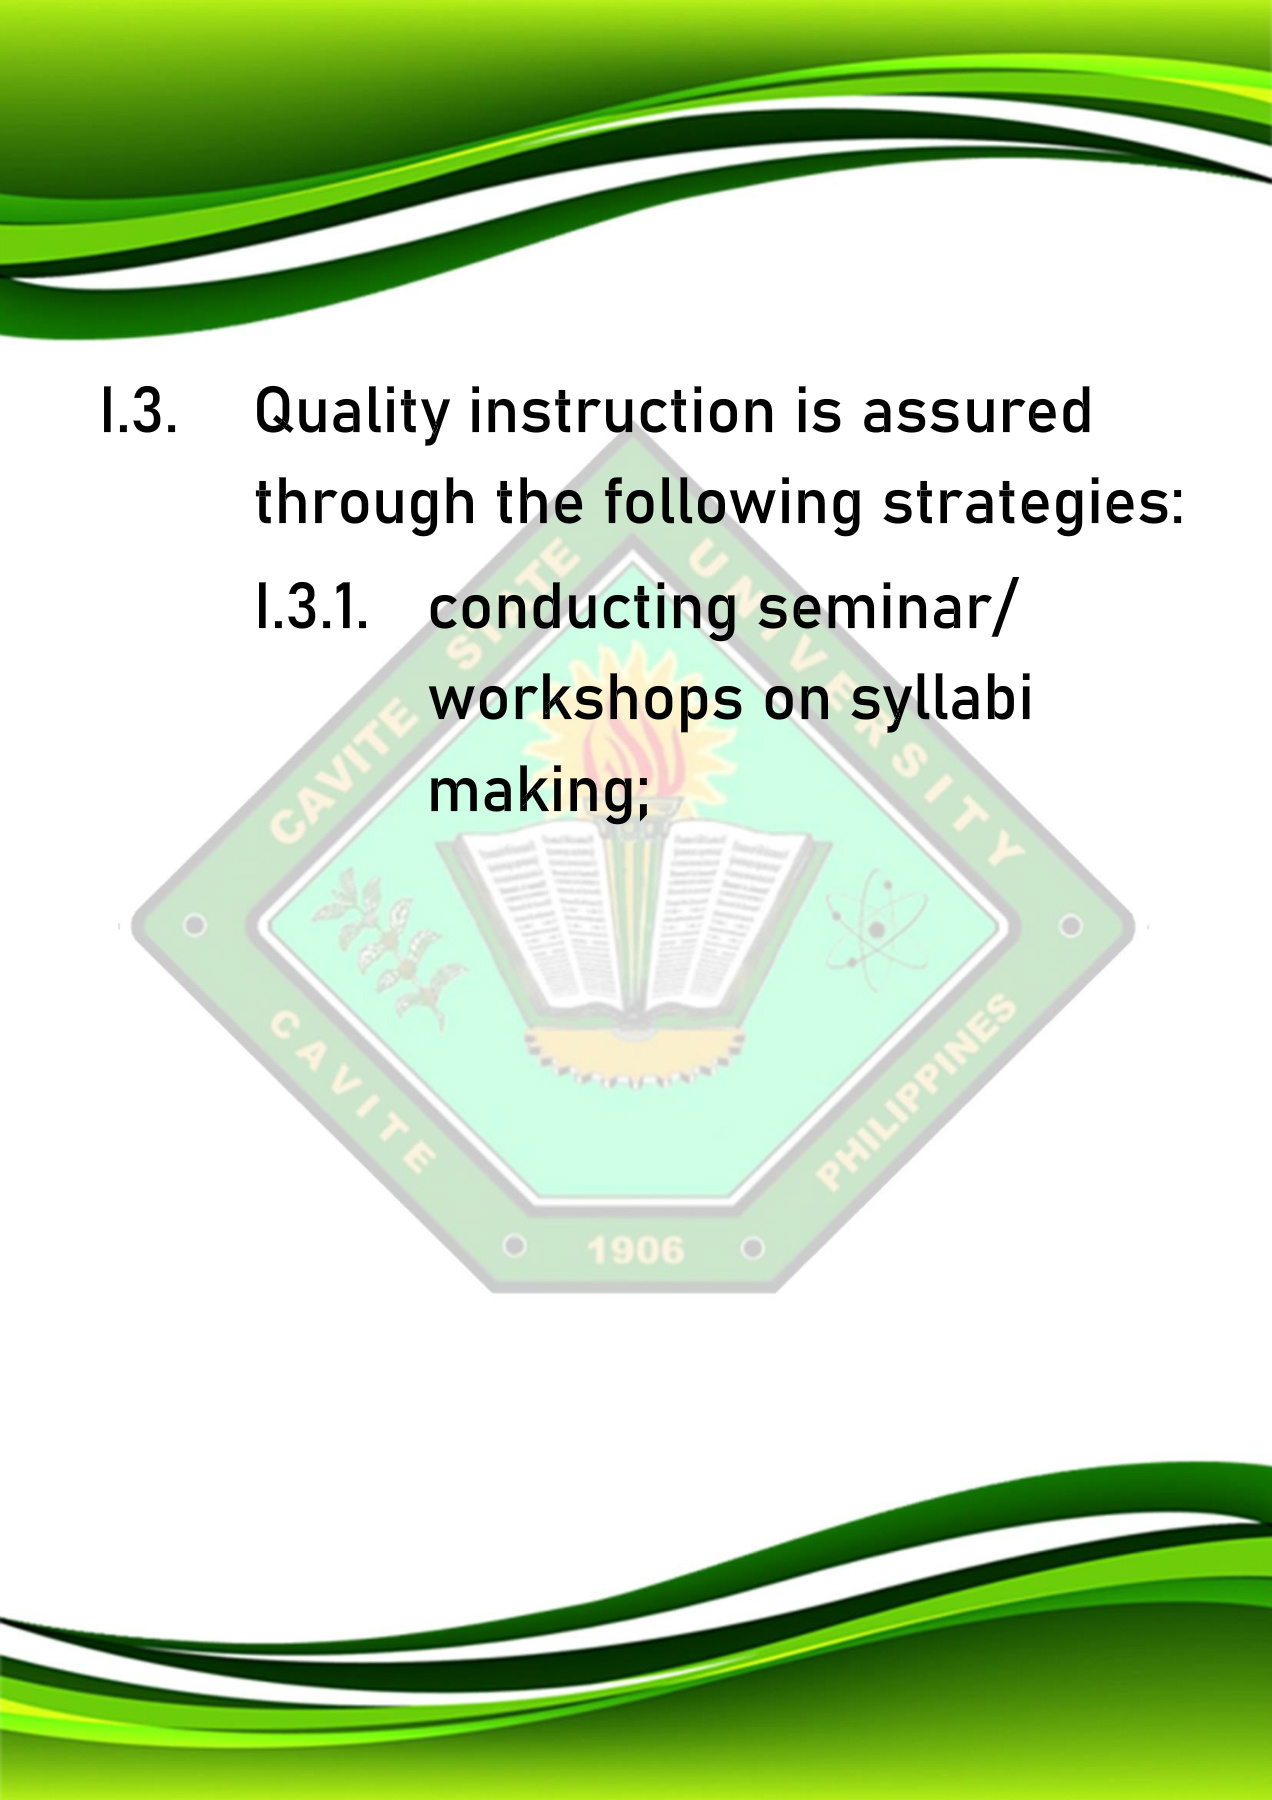 I.3. Quality instruction is assured
through the following strategies:
I.3.1. conducting seminar/
workshops on syllabi
making;
CAVITE STATE UNIVERSITY
CAVITE
PHILIPPINES
1906